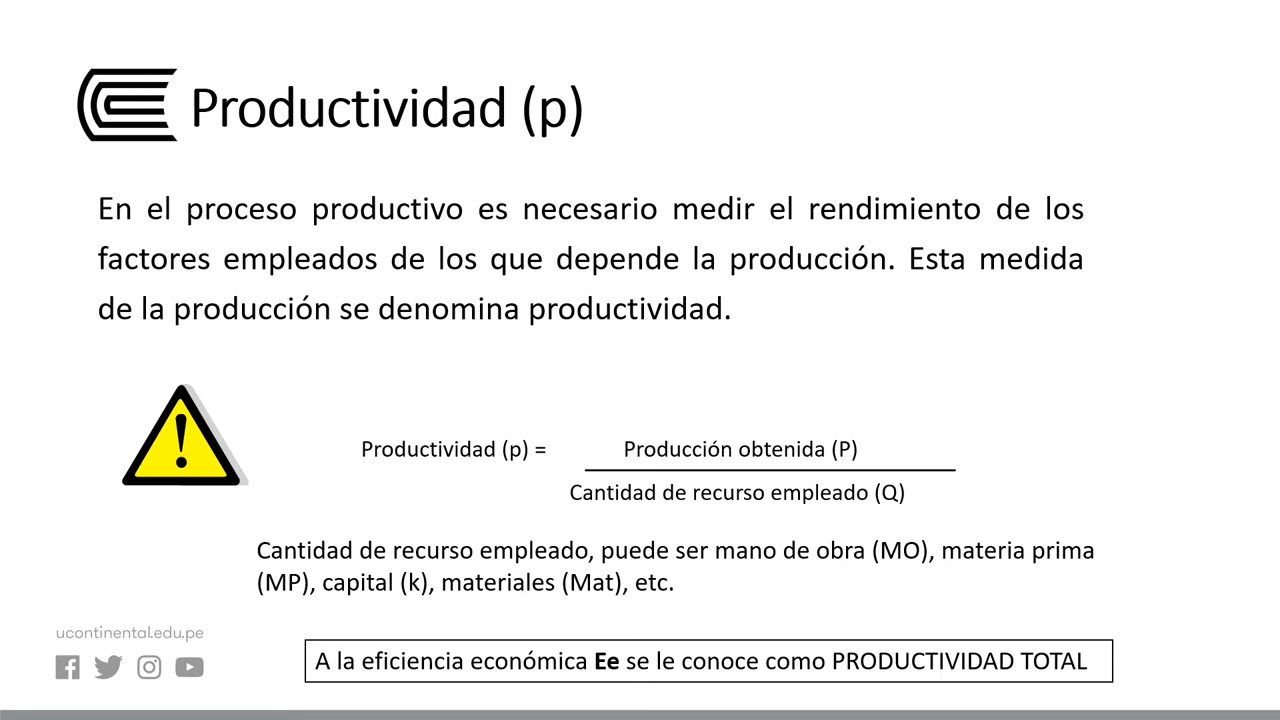 Productividad (p)
En el proceso productivo es necesario medir el rendimiento de los
factores empleados de los que depende la producción. Esta medida
de la producción se denomina productividad.
Productividad (p) = Producción obtenida (P)
Cantidad de recurso empleado (Q)
Cantidad de recurso empleado, puede ser mano de obra (MO), materia prima
(MP), capital (k), materiales (Mat), etc.
ucontinental.edu.pe
A la eficiencia económica Ee se le conoce como PRODUCTIVIDAD TOTAL